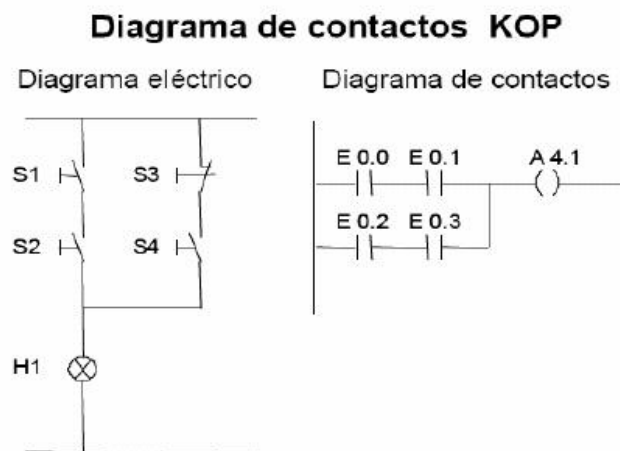 Diagrama de contactos KOP
Diagrama eléctrico
Diagrama de contactos
S1
S3
S2
S4
H1
E 0.0 E 0.1 A 4.1
E 0.2 E 0.3